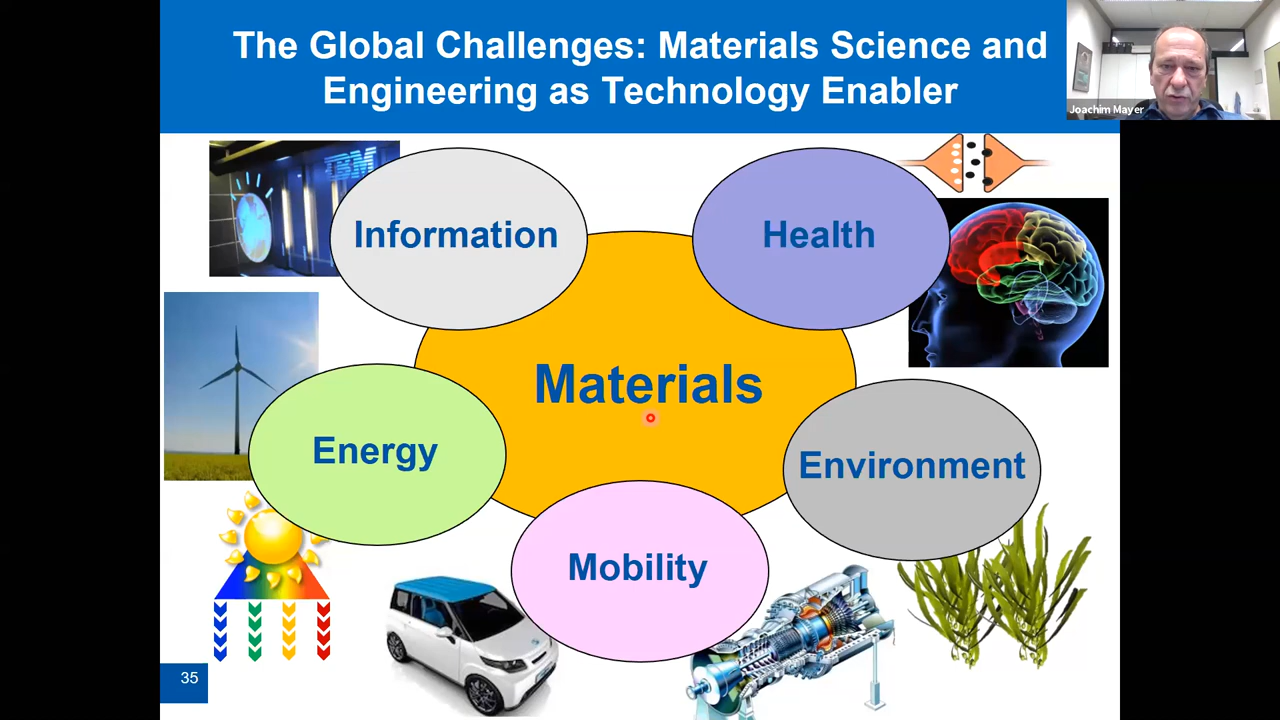 The Global Challenges: Materials Science and
Engineering as Technology Enabler
Joachim Mayer
IBM
Information
Health
Materials
Energy
Environment
Mobility
35